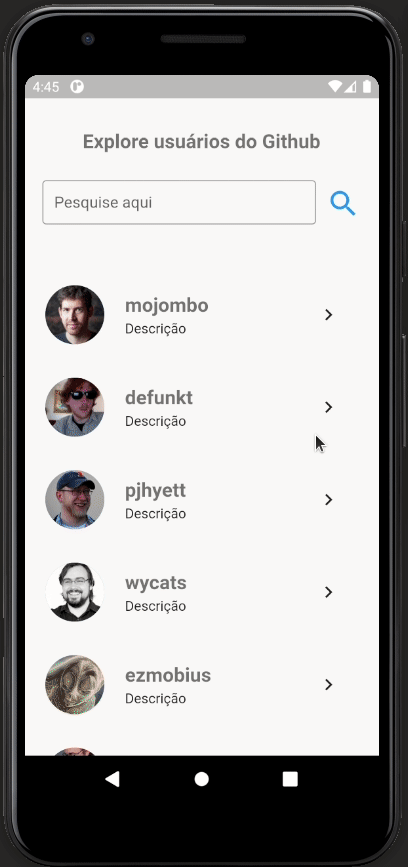 4:45
Explore usuários do Github
Pesquise aqui
mojombo
Descrição
defunkt
Descrição
pjhyett
Descrição
wycats
Descrição
ezmobius
Descrição